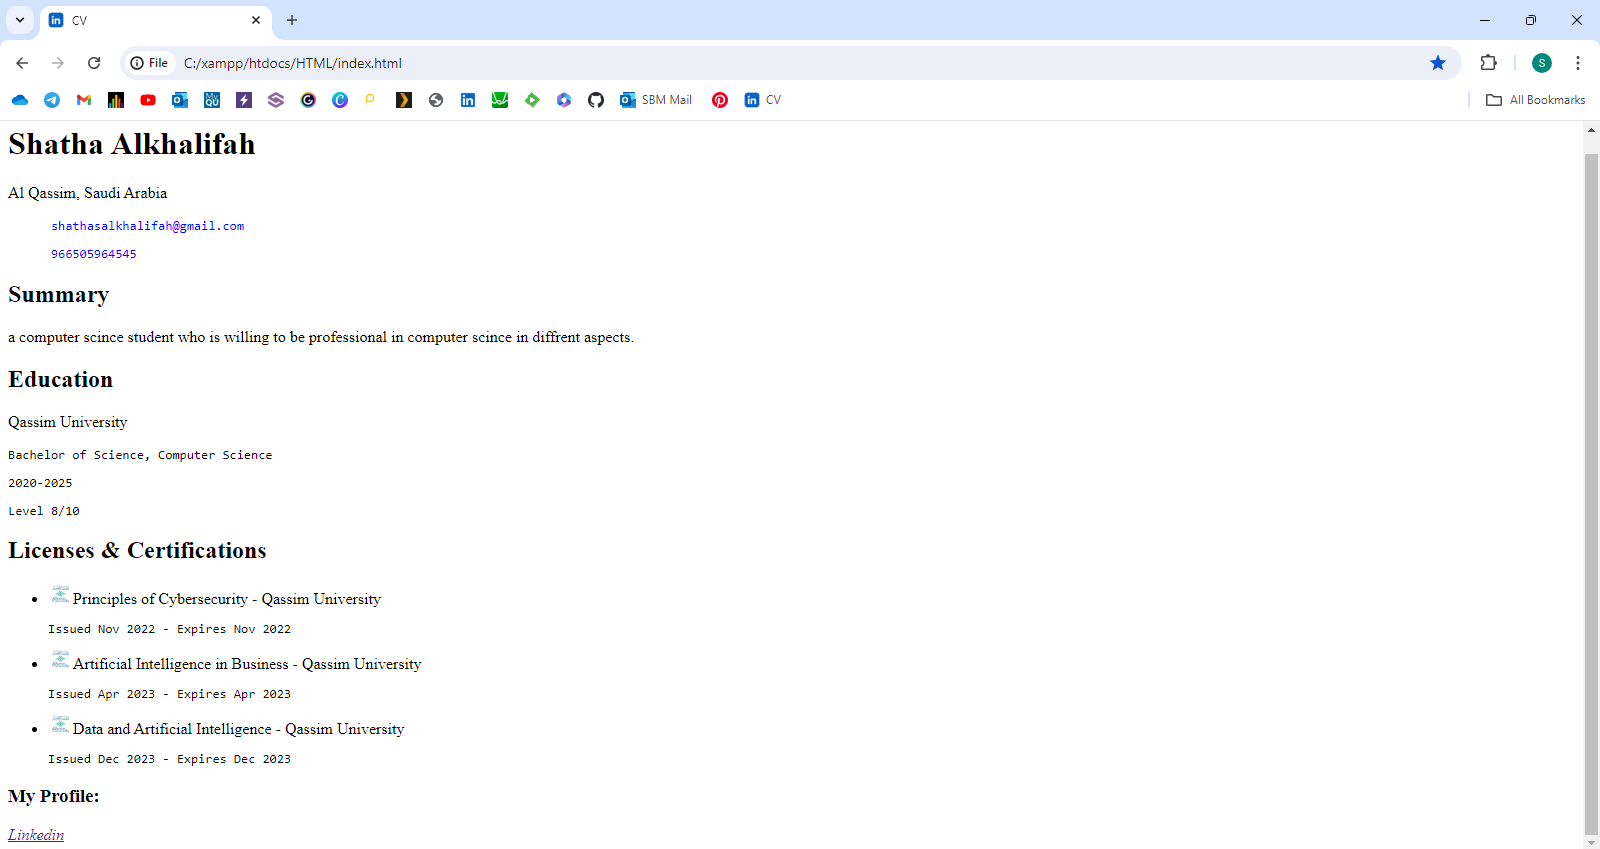 CV
File
C:/xampp/htdocs/HTML/index.html
S
SBM Mail
CV
All Bookmarks
Shatha Alkhalifah
Al Qassim, Saudi Arabia
shathasalkhalifah@gmail.com
966505964545
Summary
a computer scince student who is willing to be professional in computer scince in diffrent aspects.
Education
Qassim University
Bachelor of Science, Computer Science
2020-2025
Level 8/10
Licenses & Certifications
Principles of Cybersecurity - Qassim University
Issued Nov 2022 - Expires Nov 2022
Artificial Intelligence in Business - Qassim University
Issued Apr 2023 - Expires Apr 2023
Data and Artificial Intelligence - Qassim University
Issued Dec 2023 - Expires Dec 2023
My Profile:
Linkedin